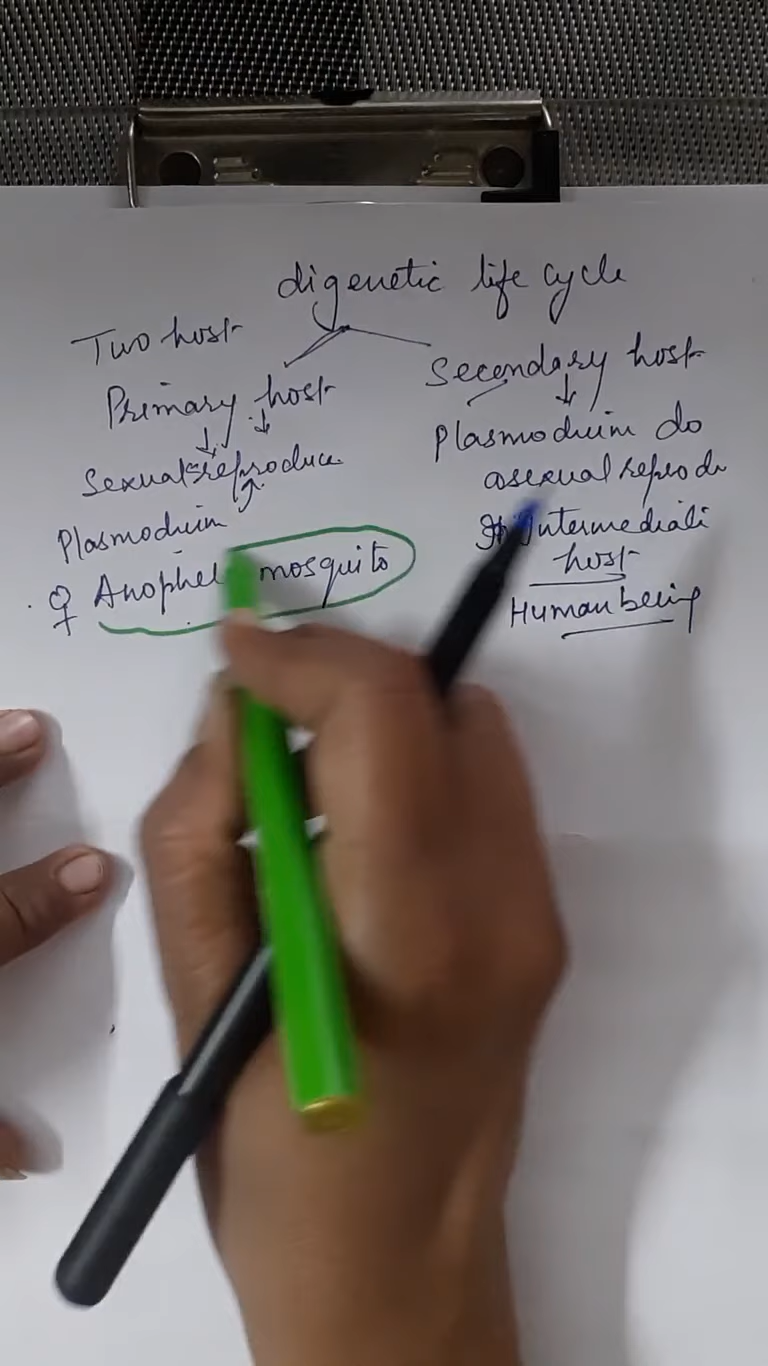 digenetic life cycle
Two host
Primary host
Sexual reproduce
Plasmodium
♀ Anophel mosquito
Secondary host
Plasmodium do
asexual reprodu
Intermediati
host
Human being